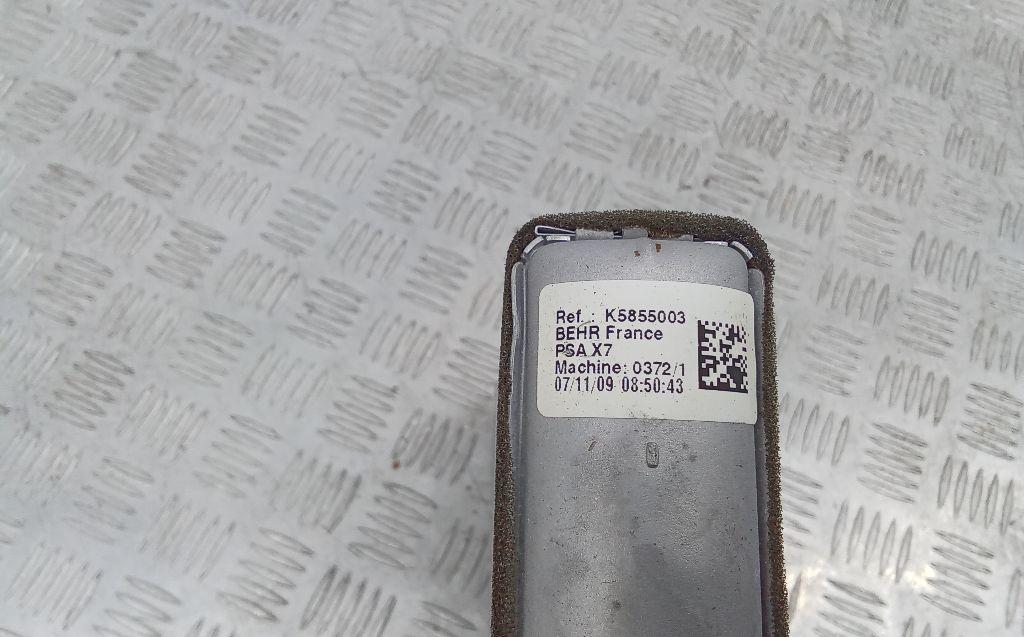 Ref. : K5855003
BEHR France
PSA X7
Machine: 0372/1
07/11/09 08:50:43